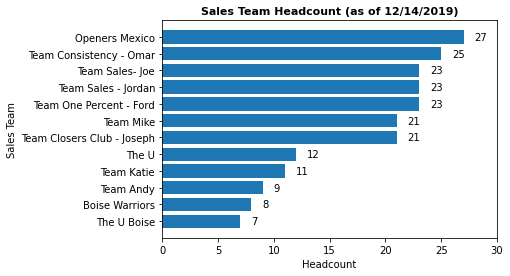 Sales Team Headcount (as of 12/14/2019)
Openers Mexico 27
Team Consistency - Omar 25
Team Sales- Joe 23
Team Sales - Jordan 23
Team One Percent - Ford 23
Team Mike 21
Team Closers Club - Joseph 21
The U 12
Team Katie 11
Team Andy 9
Boise Warriors 8
The U Boise 7
Sales Team
0 5 10 15 20 25 30
Headcount